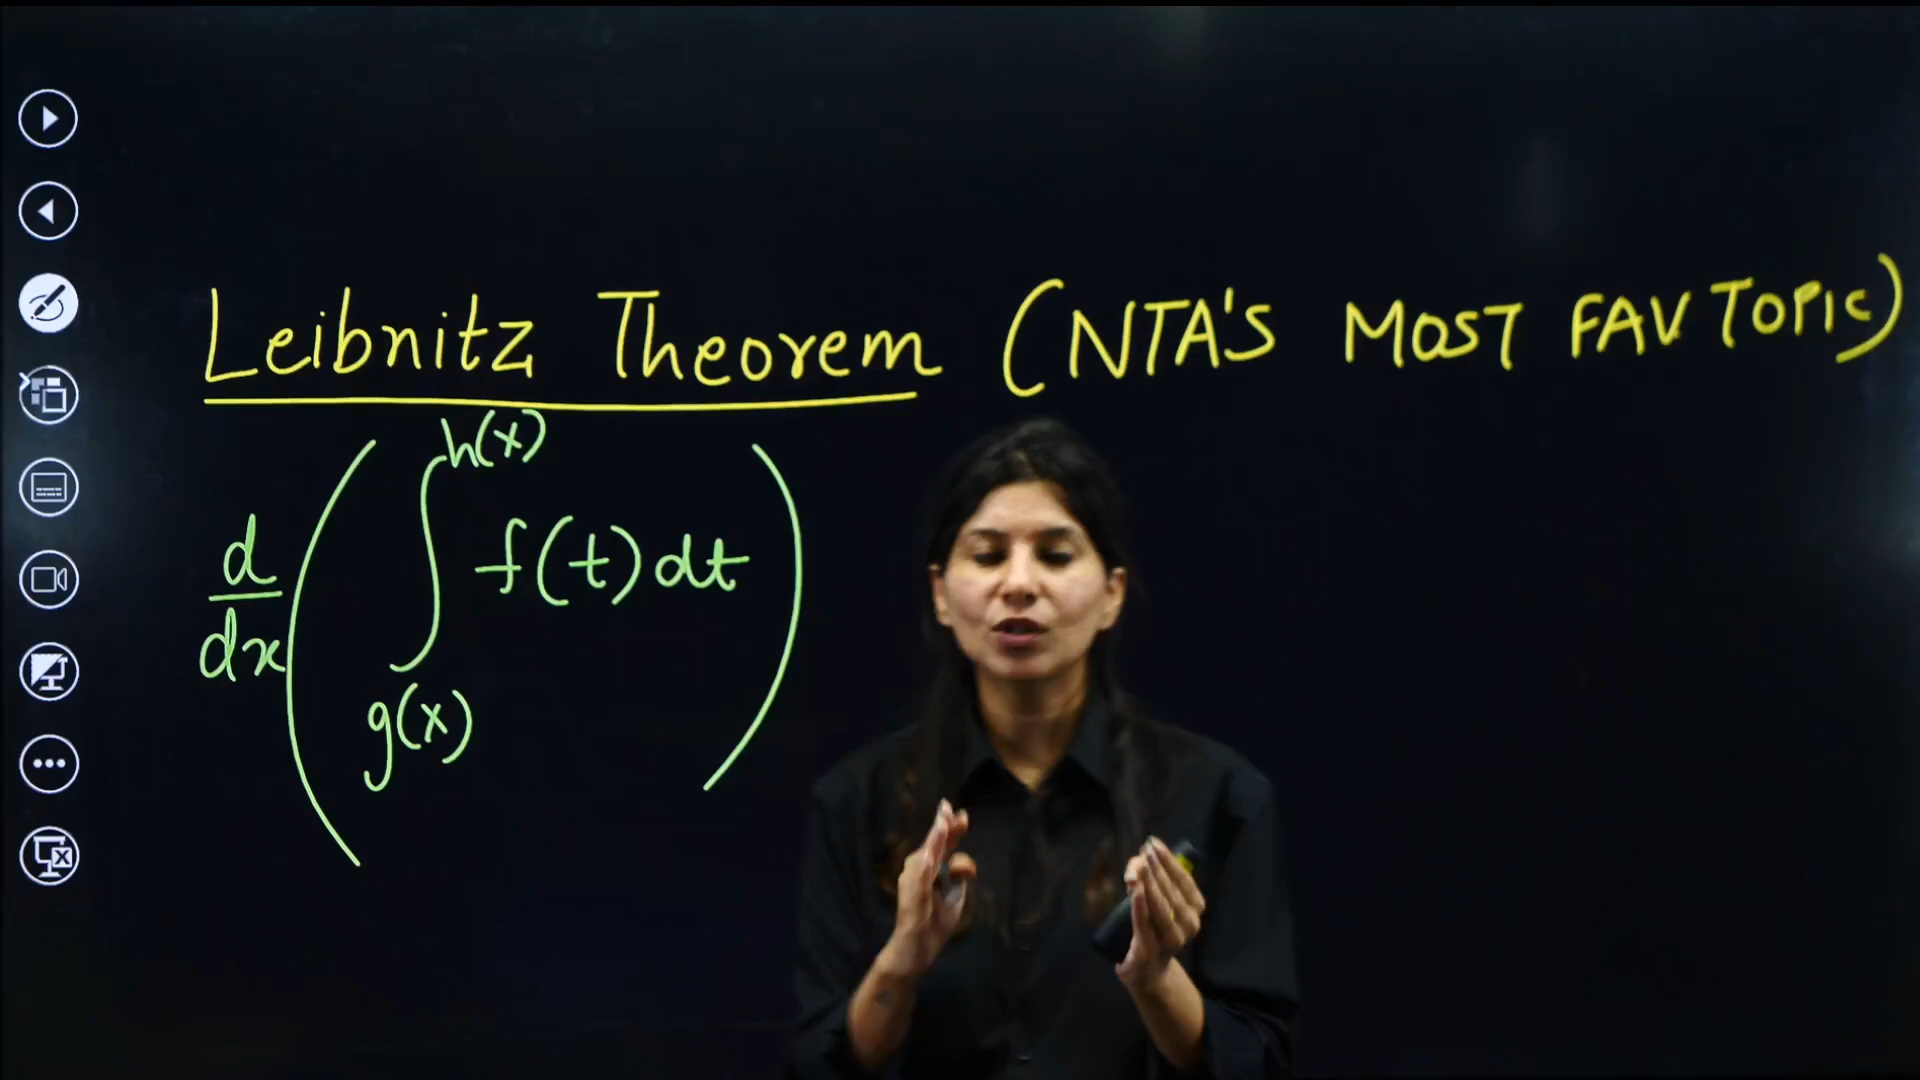 Leibnitz Theorem (NTA'S MOST FAV TOPIC)
d/dx ( ∫_{g(x)}^{h(x)} f(t) dt )